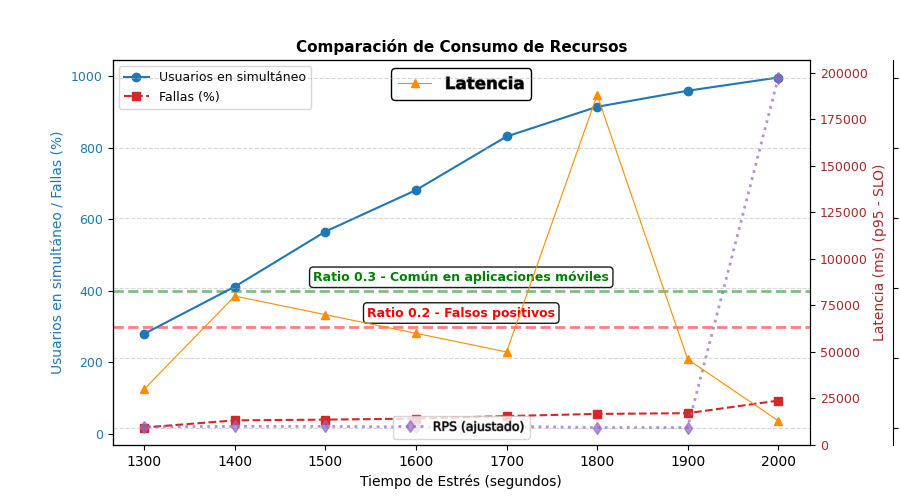 Comparación de Consumo de Recursos
Usuarios en simultáneo
Fallas (%)
Latencia
Ratio 0.3 - Común en aplicaciones móviles
Ratio 0.2 - Falsos positivos
RPS (ajustado)
Usuarios en simultáneo / Fallas (%)
1000
800
600
400
200
0
200000
175000
150000
125000
100000
75000
50000
25000
0
Latencia (ms) (p95 - SLO)
1300 1400 1500 1600 1700 1800 1900 2000
Tiempo de Estrés (segundos)